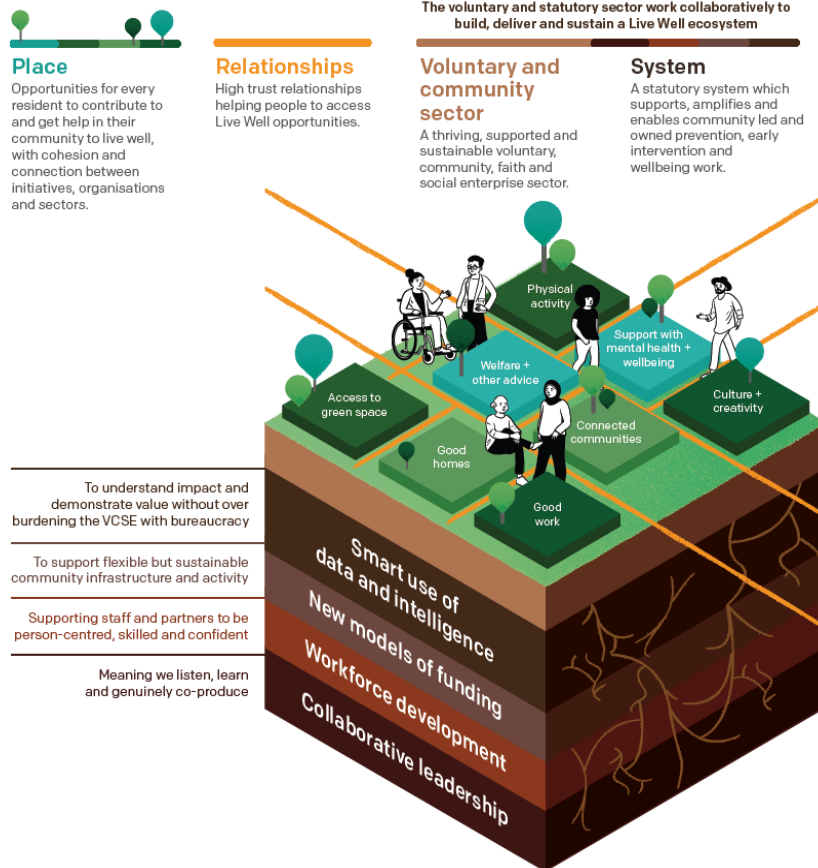 The voluntary and statutory sector work collaboratively to
build, deliver and sustain a Live Well ecosystem
Place
Opportunities for every
resident to contribute to
and get help in their
community to live well,
with cohesion and
connection between
initiatives, organisations
and sectors.
Relationships
High trust relationships
helping people to access
Live Well opportunities.
Voluntary and
community
sector
A thriving, supported and
sustainable voluntary,
community, faith and
social enterprise sector.
System
A statutory system which
supports, amplifies and
enables community led and
owned prevention, early
intervention and
wellbeing work.
Physical
activity
Support with
mental health +
wellbeing
Welfare +
other advice
Culture +
creativity
Access to
green space
Connected
communities
Good
homes
Good
work
To understand impact and
demonstrate value without over
burdening the VCSE with bureaucracy
To support flexible but sustainable
community infrastructure and activity
Supporting staff and partners to be
person-centred, skilled and confident
Meaning we listen, learn
and genuinely co-produce
Smart use of
data and intelligence
New models of funding
Workforce development
Collaborative leadership